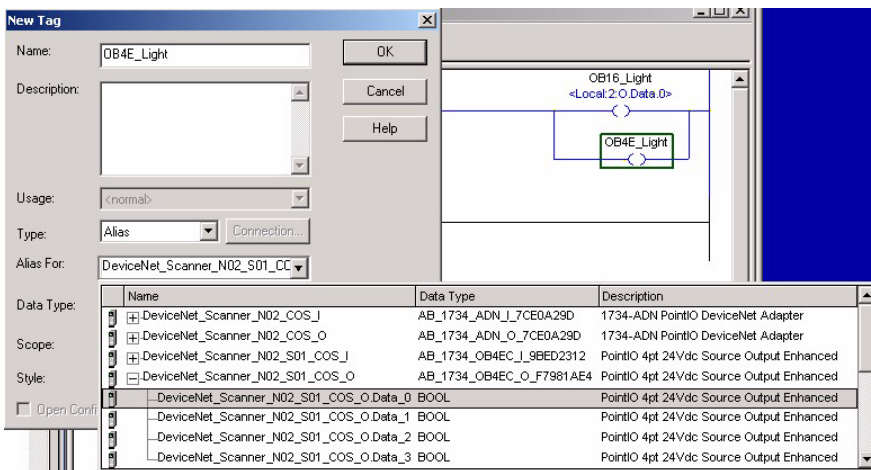 New Tag
Name:
OB4E_Light
OK
Description:
Cancel
Help
Usage:
<normal>
Type:
Alias
Connection...
Alias For:
DeviceNet_Scanner_N02_S01_CC
Data Type:
Scope:
Style:
Open Confi
OB16_Light
<Local:2:O.Data.0>
OB4E_Light
Name Data Type Description
DeviceNet_Scanner_N02_COS_I AB_1734_ADN_I_7CE0A29D 1734-ADN PointIO DeviceNet Adapter
DeviceNet_Scanner_N02_COS_O AB_1734_ADN_O_7CE0A29D 1734-ADN PointIO DeviceNet Adapter
DeviceNet_Scanner_N02_S01_COS_I AB_1734_OB4EC_I_9BED2312 PointIO 4pt 24Vdc Source Output Enhanced
DeviceNet_Scanner_N02_S01_COS_O AB_1734_OB4EC_O_F7981AE4 PointIO 4pt 24Vdc Source Output Enhanced
DeviceNet_Scanner_N02_S01_COS_O.Data_0 BOOL PointIO 4pt 24Vdc Source Output Enhanced
DeviceNet_Scanner_N02_S01_COS_O.Data_1 BOOL PointIO 4pt 24Vdc Source Output Enhanced
DeviceNet_Scanner_N02_S01_COS_O.Data_2 BOOL PointIO 4pt 24Vdc Source Output Enhanced
DeviceNet_Scanner_N02_S01_COS_O.Data_3 BOOL PointIO 4pt 24Vdc Source Output Enhanced